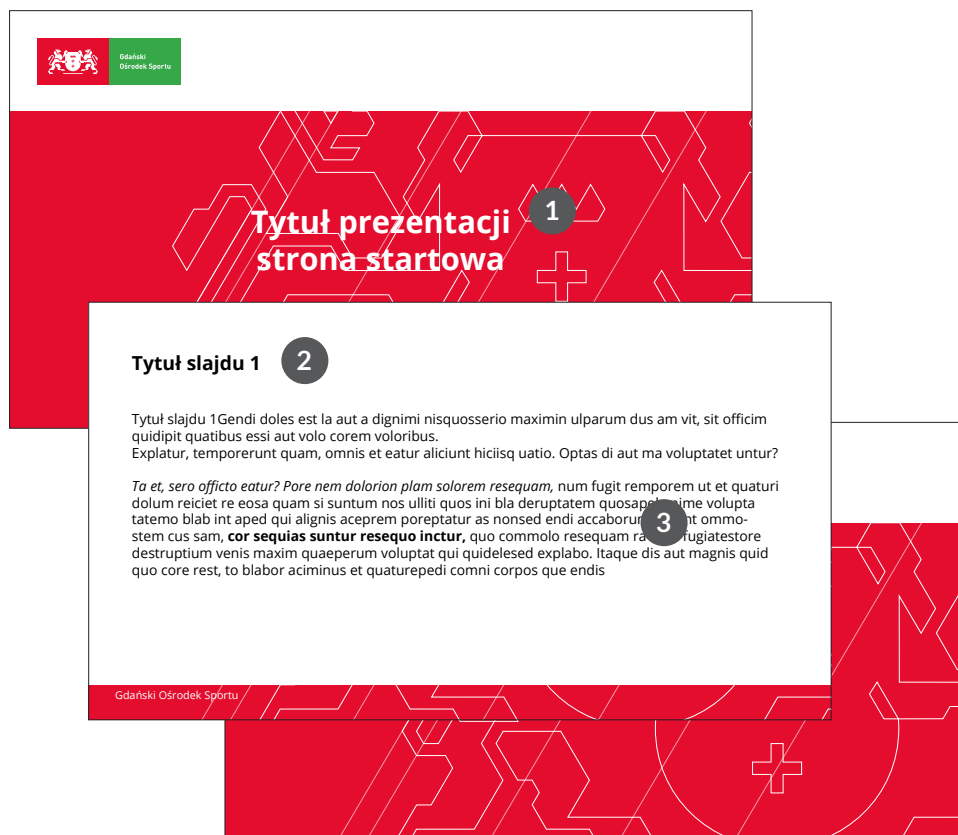 Gdański
Ośrodek Sportu
Tytuł prezentacji
strona startowa
1
Tytuł slajdu 1
2
Tytuł slajdu 1Gendi doles est la aut a dignimi nisquosserio maximin ulparum dus am vit, sit officim
quidipit quatibus essi aut volo corem voloribus.
Explatur, temporerunt quam, omnis et eatur aliciunt hiciisq uatio. Optas di aut ma voluptatet untur?
Ta et, sero officto eatur? Pore nem dolorion plam solorem resequam, num fugit remporem ut et quaturi
dolum reiciet re eosa quam si suntum nos ulliti quos ini bla deruptatem volupta
tatemo blab int aped qui alignis aceprem poreptatur as nonsed endi ommo-
3
stem cus sam, cor sequias suntur resequo inctur, quo commolo resequam fugiatestore
destruptium venis maxim quaeperum voluptat qui quidelesed explabo. Itaque dis aut magnis quid
quo core rest, to blabor aciminus et quaturepedi comni corpos que endis
Gdański Ośrodek Sportu